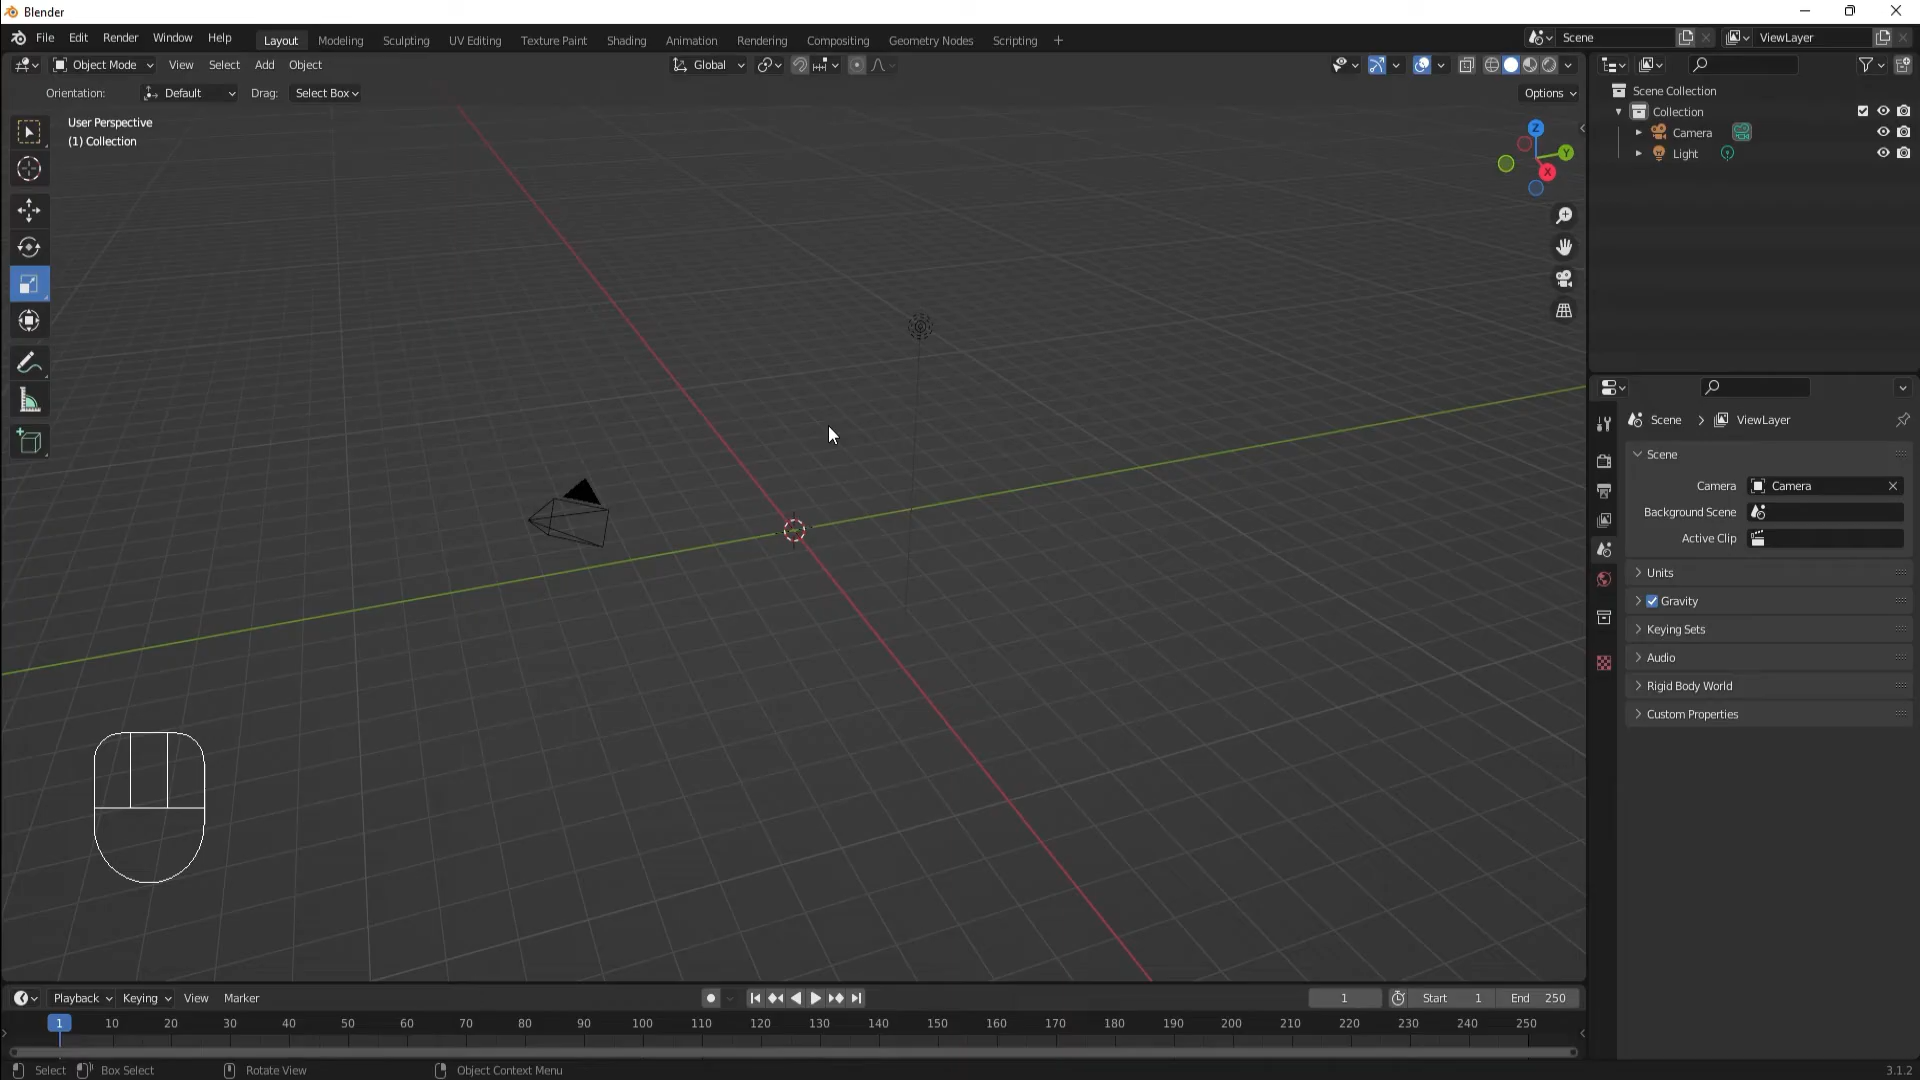 Blender
File Edit Render Window Help Layout Modeling Sculpting UV Editing Texture Paint Shading Animation Rendering Compositing Geometry Nodes Scripting + Scene ViewLayer
Object Mode View Select Add Object Global
Orientation: Default Drag: Select Box Options
User Perspective
(1) Collection
Z
Y
X
Scene Collection
Collection
Camera
Light
Scene > ViewLayer
Scene
Camera Camera
Background Scene
Active Clip
Units
Gravity
Keying Sets
Audio
Rigid Body World
Custom Properties
Playback Keying View Marker 1 Start 1 End 250
1 10 20 30 40 50 60 70 80 90 100 110 120 130 140 150 160 170 180 190 200 210 220 230 240 250
Select Box Select Rotate View Object Context Menu 3.1.2